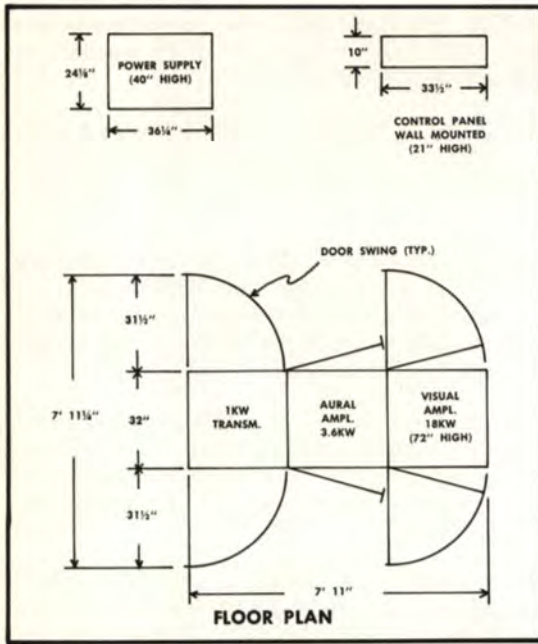 24⅛"
POWER SUPPLY
(40" HIGH)
36⅛"
10"
33½"
CONTROL PANEL
WALL MOUNTED
(21" HIGH)
DOOR SWING (TYP.)
31½"
7' 11¼"
32"
31½"
1KW
TRANSM.
AURAL
AMPL.
3.6KW
VISUAL
AMPL.
18KW
(72" HIGH)
7' 11"
FLOOR PLAN